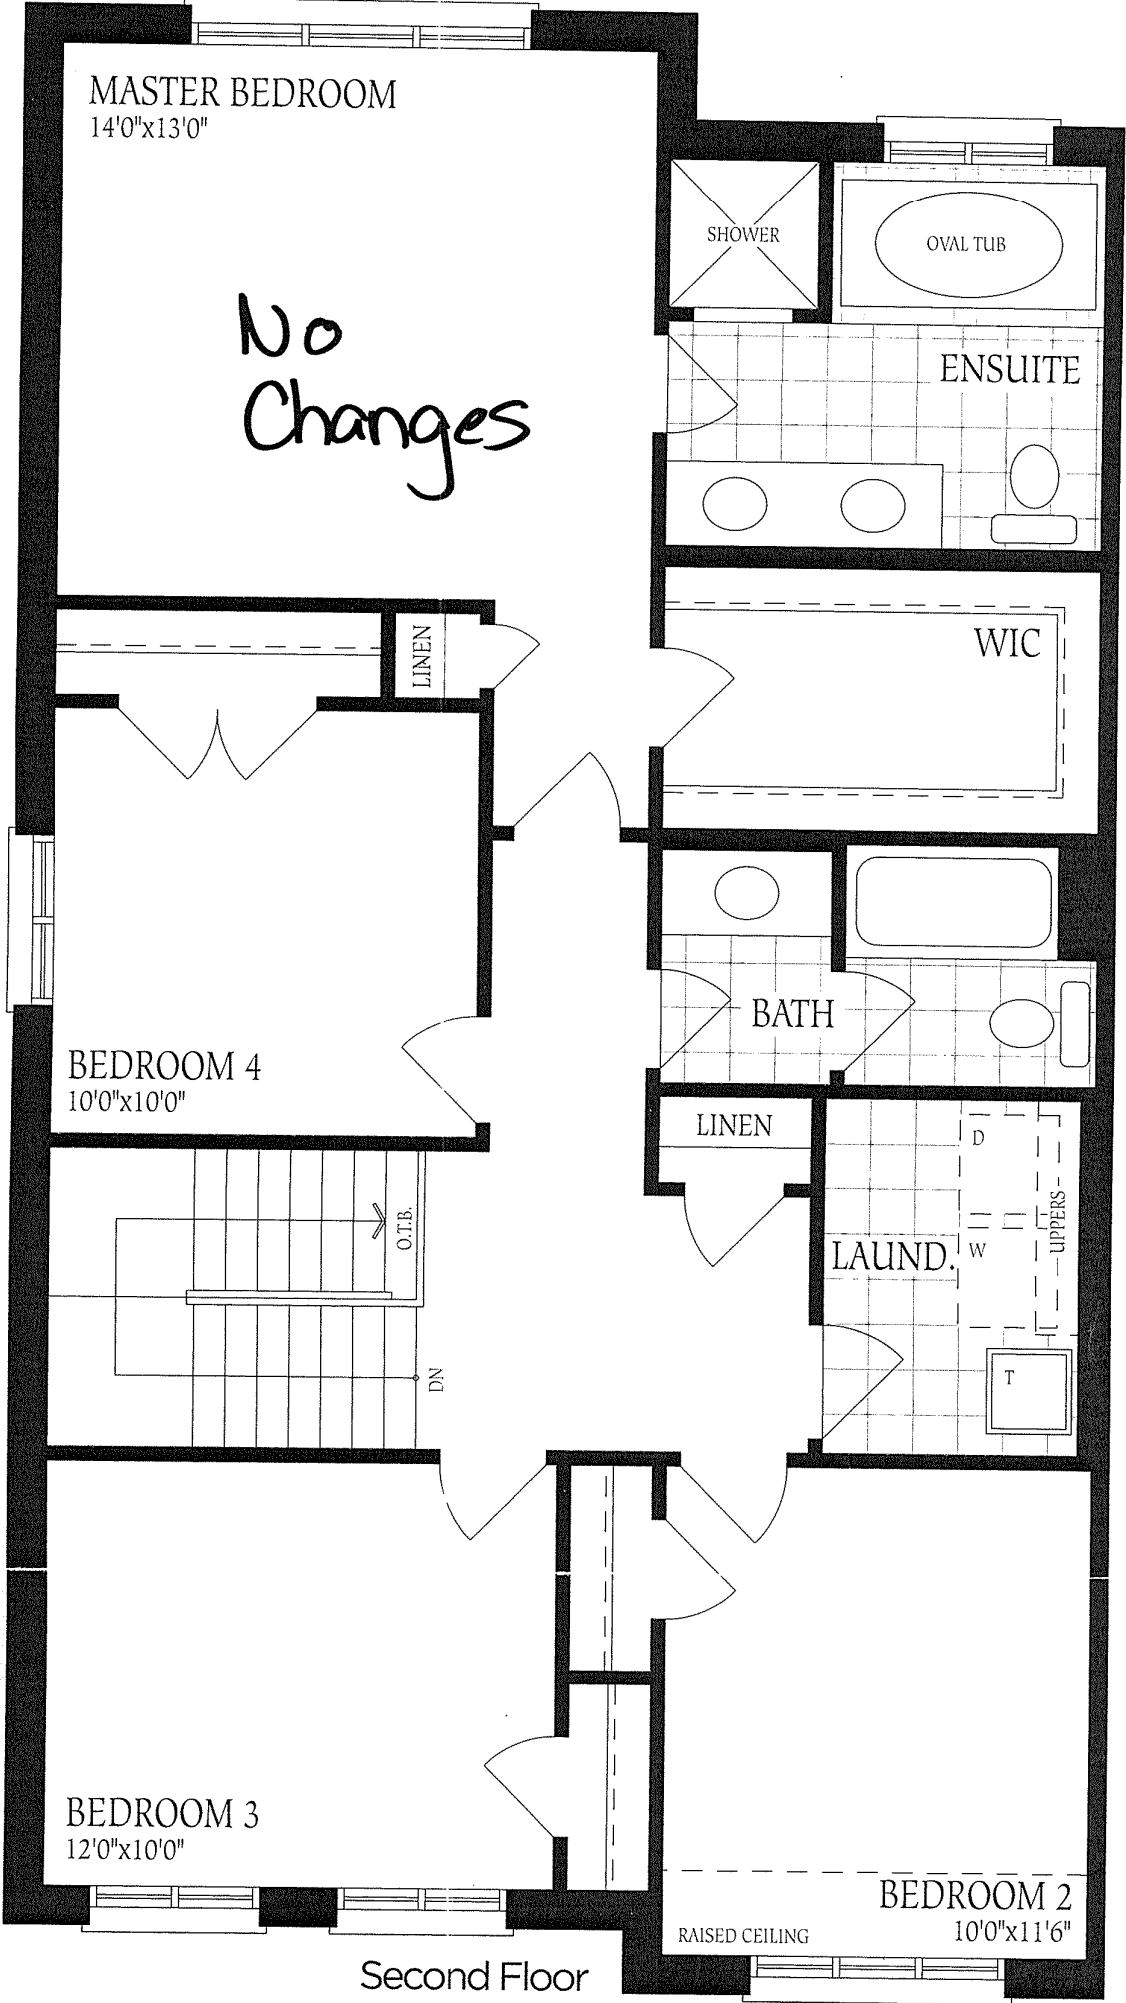 MASTER BEDROOM
14'0"x13'0"
SHOWER
OVAL TUB
No
Changes
ENSUITE
LINEN
WIC
BEDROOM 4
10'0"x10'0"
BATH
LINEN
D
UPPERS
W
LAUND.
T
O.T.B.
DN
BEDROOM 3
12'0"x10'0"
BEDROOM 2
10'0"x11'6"
RAISED CEILING
Second Floor